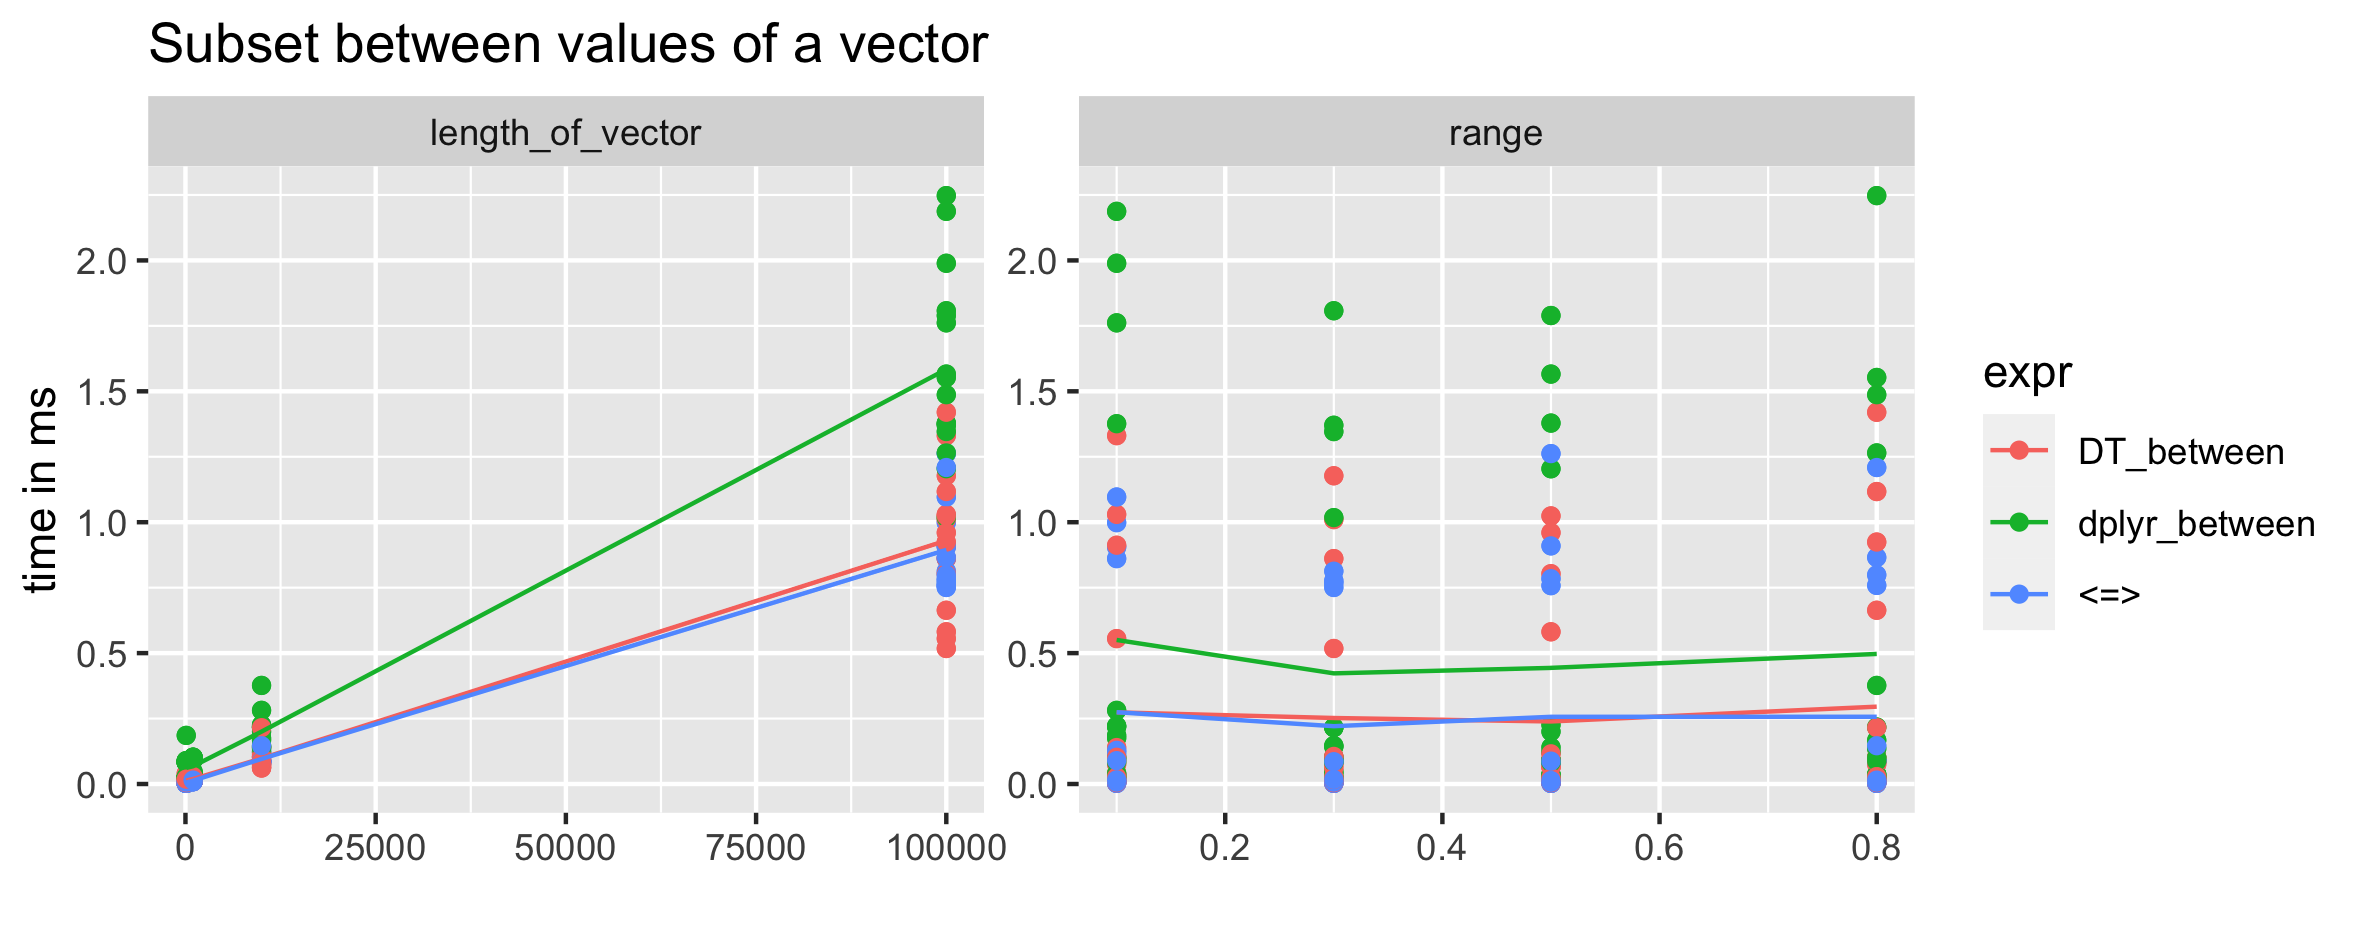 Subset between values of a vector
length_of_vector
range
time in ms
2.0
1.5
1.0
0.5
0.0
0
25000
50000
75000
100000
2.0
1.5
1.0
0.5
0.0
0.2
0.4
0.6
0.8
expr
DT_between
dplyr_between
<=>